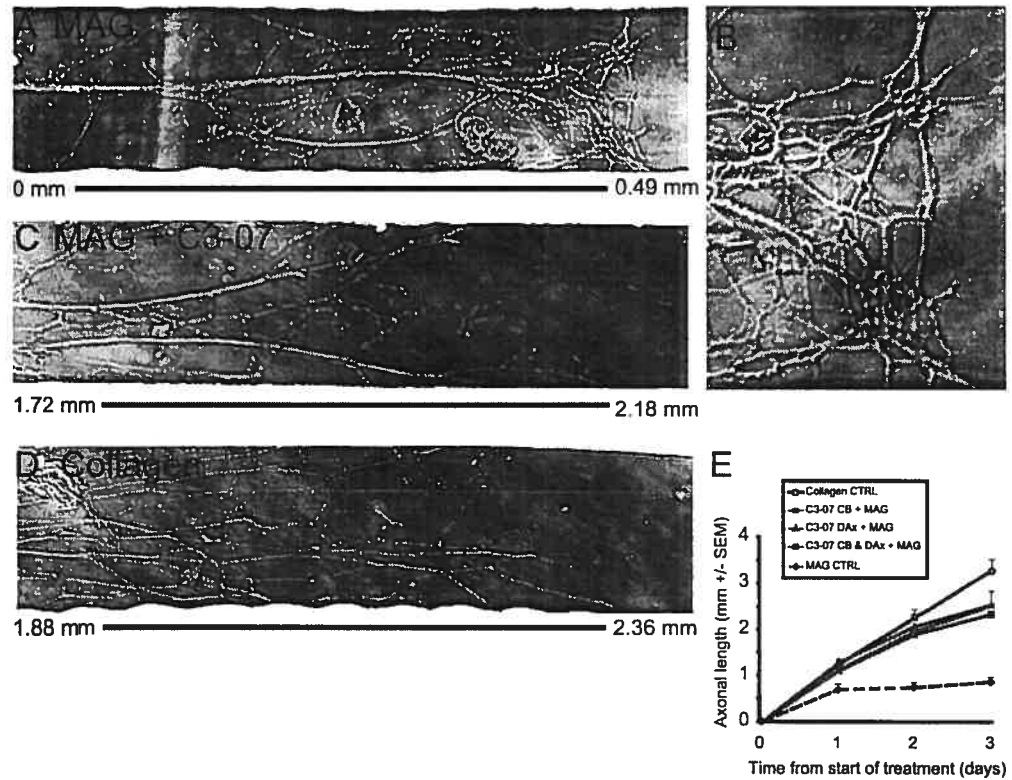 A MAG
B
0 mm 0.49 mm
C MAG + C3-07
1.72 mm 2.18 mm
D Collagen
1.88 mm 2.36 mm
E
Collagen CTRL
C3-07 CB + MAG
C3-07 DAx + MAG
C3-07 CB & DAx + MAG
MAG CTRL
Axonal length (mm +/- SEM)
4
3
2
1
0
0 1 2 3
Time from start of treatment (days)